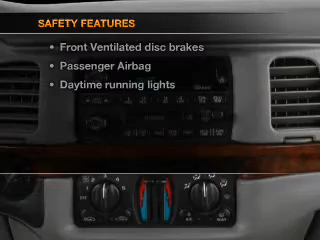 SAFETY FEATURES
• Front Ventilated disc brakes
• Passenger Airbag
• Daytime running lights